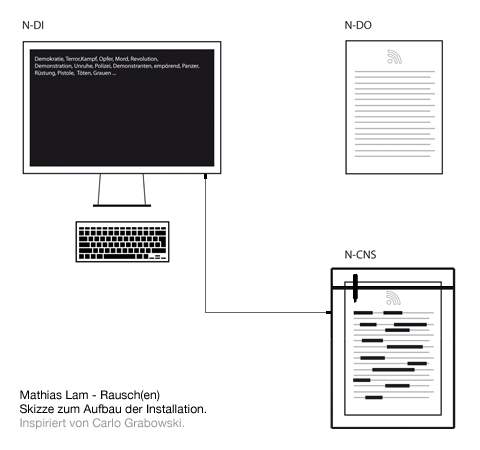 N-DI
N-DO
Demokratie, Terror,Kampf, Opfer, Mord, Revolution,
Demonstration, Unruhe, Polizei, Demonstranten, empörend, Panzer,
Rüstung, Pistole, Töten, Grauen ...
N-CNS
Mathias Lam - Rausch(en)
Skizze zum Aufbau der Installation.
Inspiriert von Carlo Grabowski.